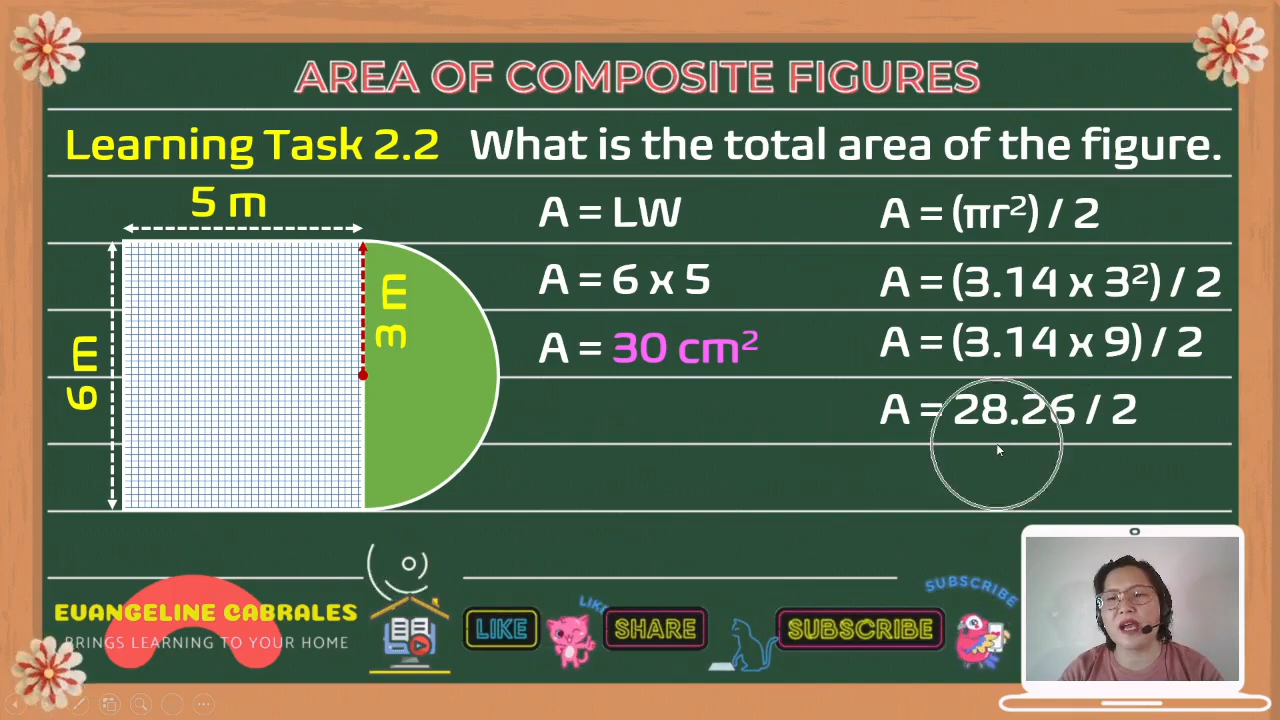 AREA OF COMPOSITE FIGURES
Learning Task 2.2 What is the total area of the figure.
5 m
6 m
3 m
A = LW
A = 6 x 5
A = 30 cm²
A = (πr²) / 2
A = (3.14 x 3²) / 2
A = (3.14 x 9) / 2
A = 28.26 / 2
EVANGELINE CABRALES
BRINGS LEARNING TO YOUR HOME
LIKE
LIKE
SHARE
SUBSCRIBE
SUBSCRIBE